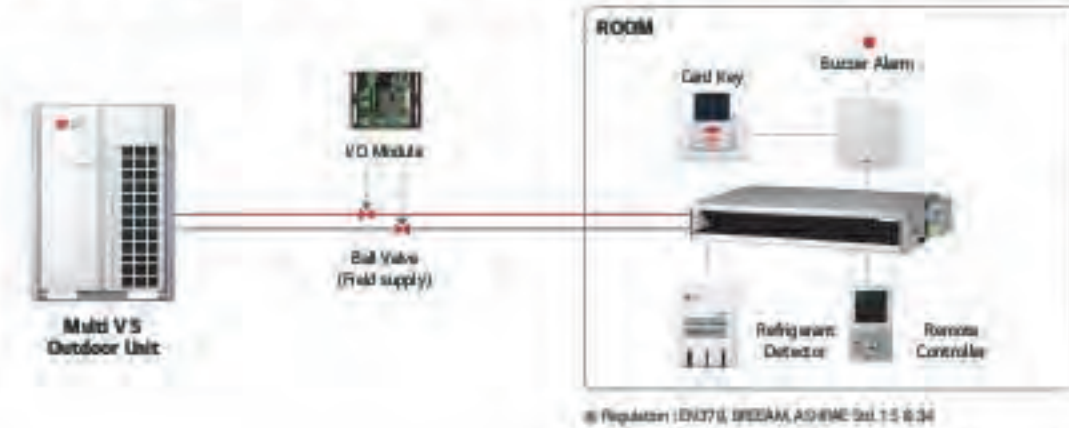 ROOM
Card Key
Buzzer Alarm
I/O Module
Ball Valve
(Field supply)
Multi V 5
Outdoor Unit
Refrigerant
Detector
Remote
Controller
※ Regulation : EN378, BREEAM, ASHRAE Std. 15 & 34